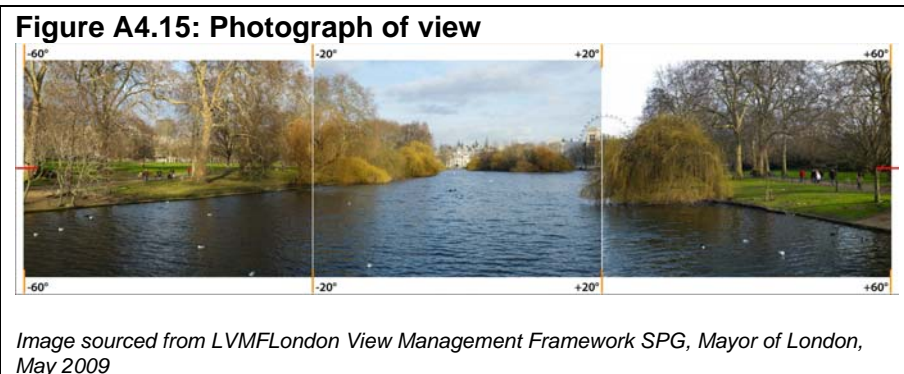 Figure A4.15: Photograph of view
-60° -20° +20° +60°
-60° -20° +20° +60°
Image sourced from LVMFLondon View Management Framework SPG, Mayor of London,
May 2009